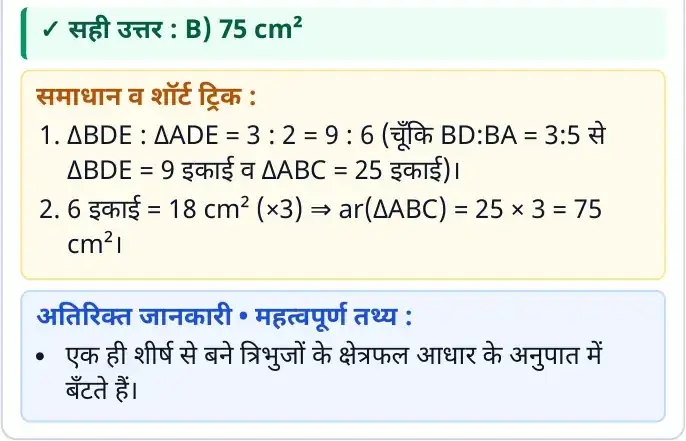 ✓ सही उत्तर : B) 75 cm²
समाधान व शॉर्ट ट्रिक :
1. ΔBDE : ΔADE = 3 : 2 = 9 : 6 (चूँकि BD:BA = 3:5 से
ΔBDE = 9 इकाई व ΔABC = 25 इकाई)।
2. 6 इकाई = 18 cm² (×3) ⇒ ar(ΔABC) = 25 × 3 = 75
cm²।
अतिरिक्त जानकारी • महत्वपूर्ण तथ्य :
• एक ही शीर्ष से बने त्रिभुजों के क्षेत्रफल आधार के अनुपात में
बँटते हैं।